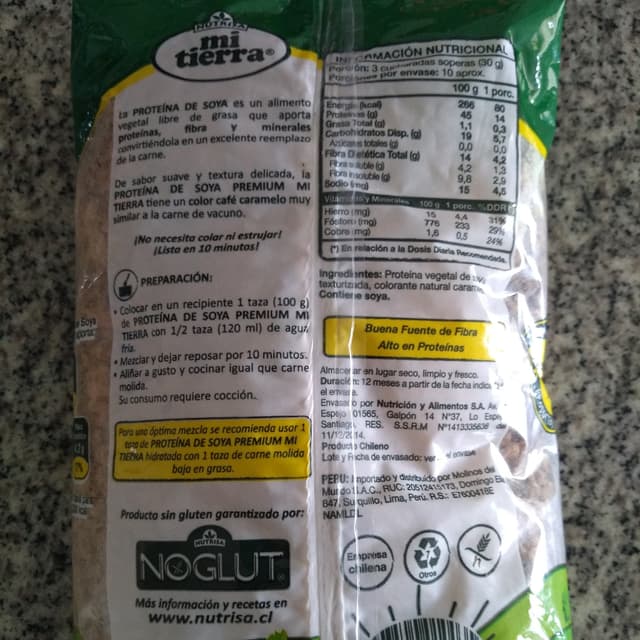 NUTRISA
mi
tierra®
La PROTEÍNA DE SOYA es un alimento
vegetal libre de grasa que aporta
proteínas, fibra y minerales
convirtiéndola en un excelente reemplazo
de la carne.
De sabor suave y textura delicada, la
PROTEÍNA DE SOYA PREMIUM MI
TIERRA tiene un color café caramelo muy
similar a la carne de vacuno.
¡No necesita colar ni estrujar!
¡Lista en 10 minutos!
PREPARACIÓN:
• Colocar en un recipiente 1 taza (100 g)
de PROTEÍNA DE SOYA PREMIUM MI
TIERRA con 1/2 taza (120 ml) de agua
fría.
• Mezclar y dejar reposar por 10 minutos.
• Aliñar a gusto y cocinar igual que carne
molida.
Su consumo requiere cocción.
Para una óptima mezcla se recomienda usar 1
taza de PROTEÍNA DE SOYA PREMIUM MI
TIERRA hidratada con 1 taza de carne molida
baja en grasa.
Producto sin gluten garantizado por:
NUTRISA
NOGLUT
Más información y recetas en
www.nutrisa.cl
INFORMACIÓN NUTRICIONAL
Porción: 3 cucharadas soperas (30 g)
Porciones por envase: 10 aprox.
100 g 1 porc.
Energía (kcal) 266 80
Proteínas (g) 45 14
Grasa Total (g) 1,1 0,3
Carbohidratos Disp. (g) 19 5,7
Azúcares totales (g) 0,0 0,0
Fibra Dietética Total (g) 14 4,2
Fibra soluble (g) 4,2 1,3
Fibra insoluble (g) 9,8 2,9
Sodio (mg) 15 4,5
Vitaminas y Minerales 100 g 1 porc. %DDR
Hierro (mg) 15 4,4 31%
Fósforo (mg) 776 233 29%
Cobre (mg) 1,6 0,5 24%
(*) En relación a la Dosis Diaria Recomendada.
Ingredientes: Proteína vegetal de
texturizada, colorante natural
Contiene soya.
Buena Fuente de Fibra
Alto en Proteínas
Almacenar en lugar seco, limpio y fresco.
Duración: 12 meses a partir de la fecha
el envase.
Envasado por Nutrición y Alimentos S.A.
Espejo 01565, Galpón 14 N°37, Lo
Santiago. RES. S.S.R.M N°1413335636
11/12/2014.
Producto Chileno
Lote y Fecha de envasado: envase
PERÚ: Importado y distribuido por Molinos del
Mundo S.A.C., RUC: 20512415173, Domingo
847, Surquillo, Lima, Perú. R.S.: E7600418E
NAMLEL
Empresa
chilena
7
Otros